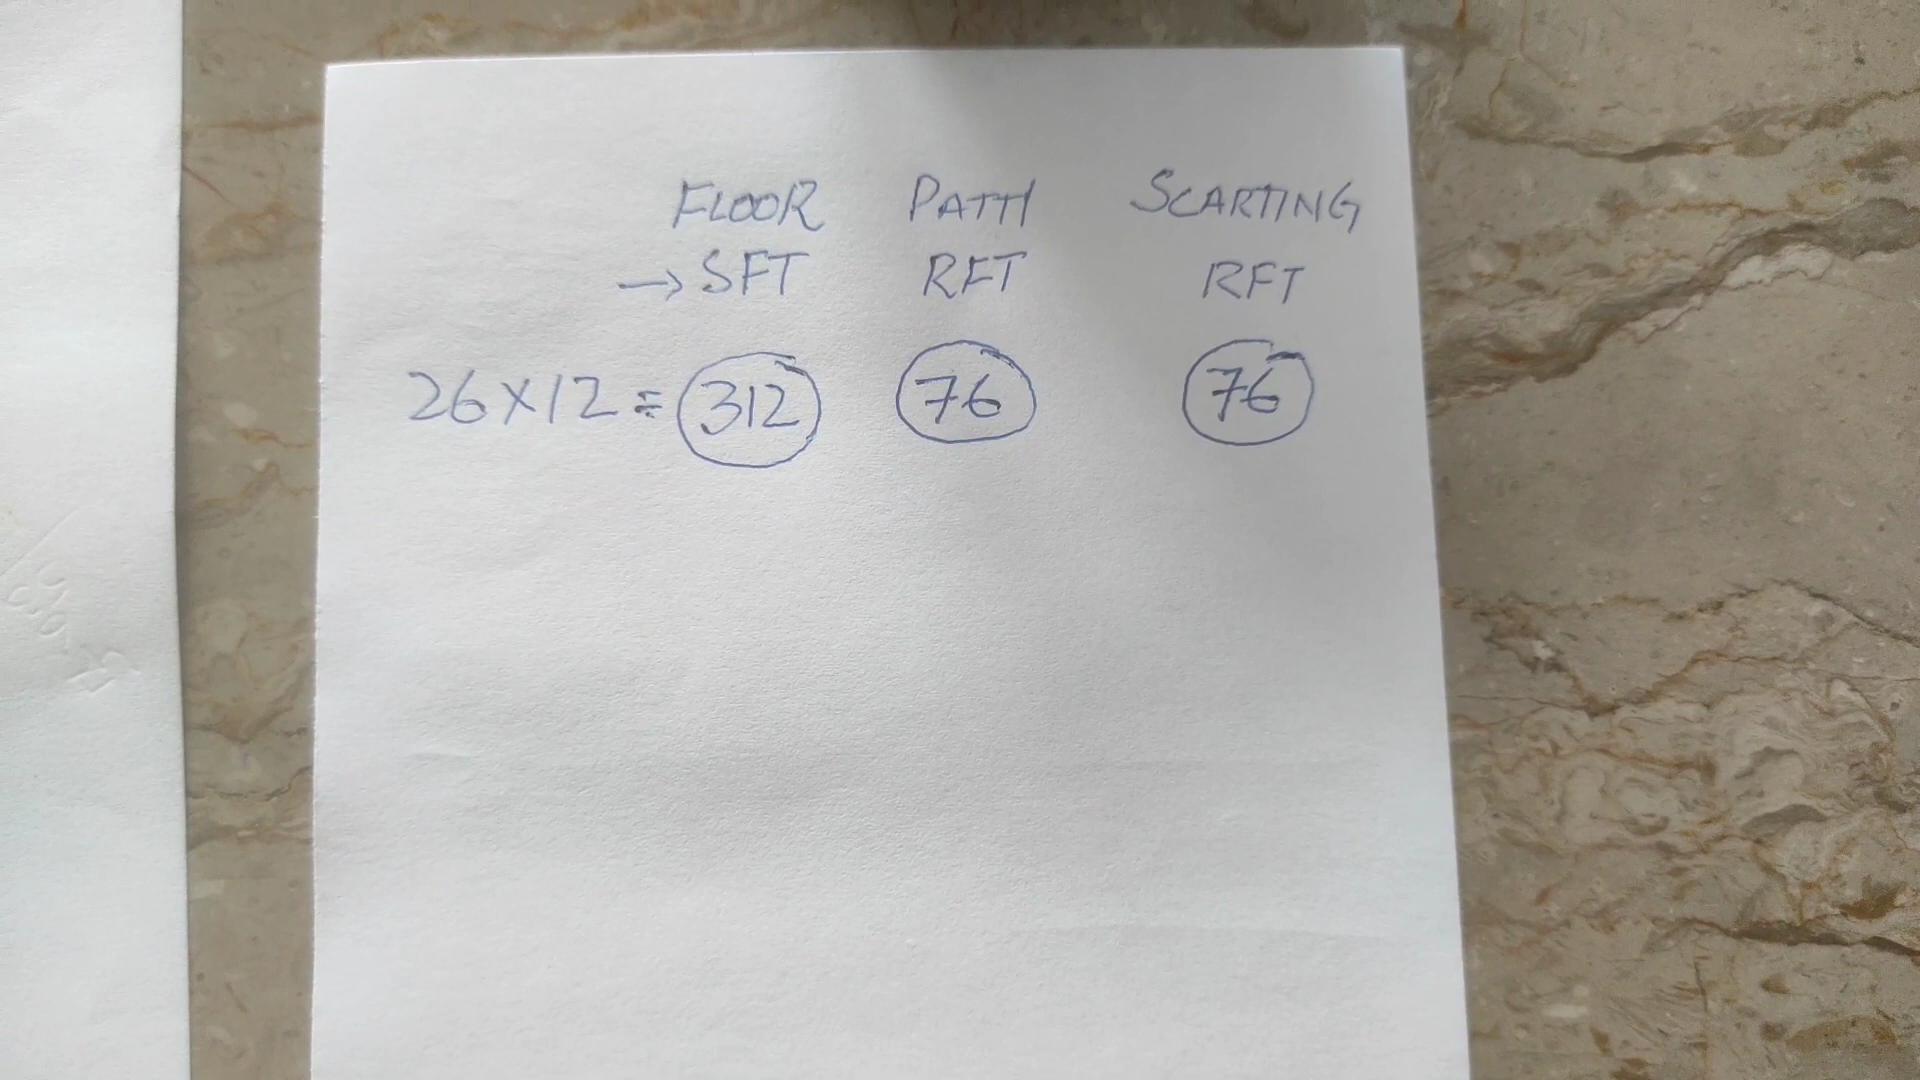 FLOOR PATTI SCARTING
→ SFT RFT RFT
26 x 12 = 312 76 76